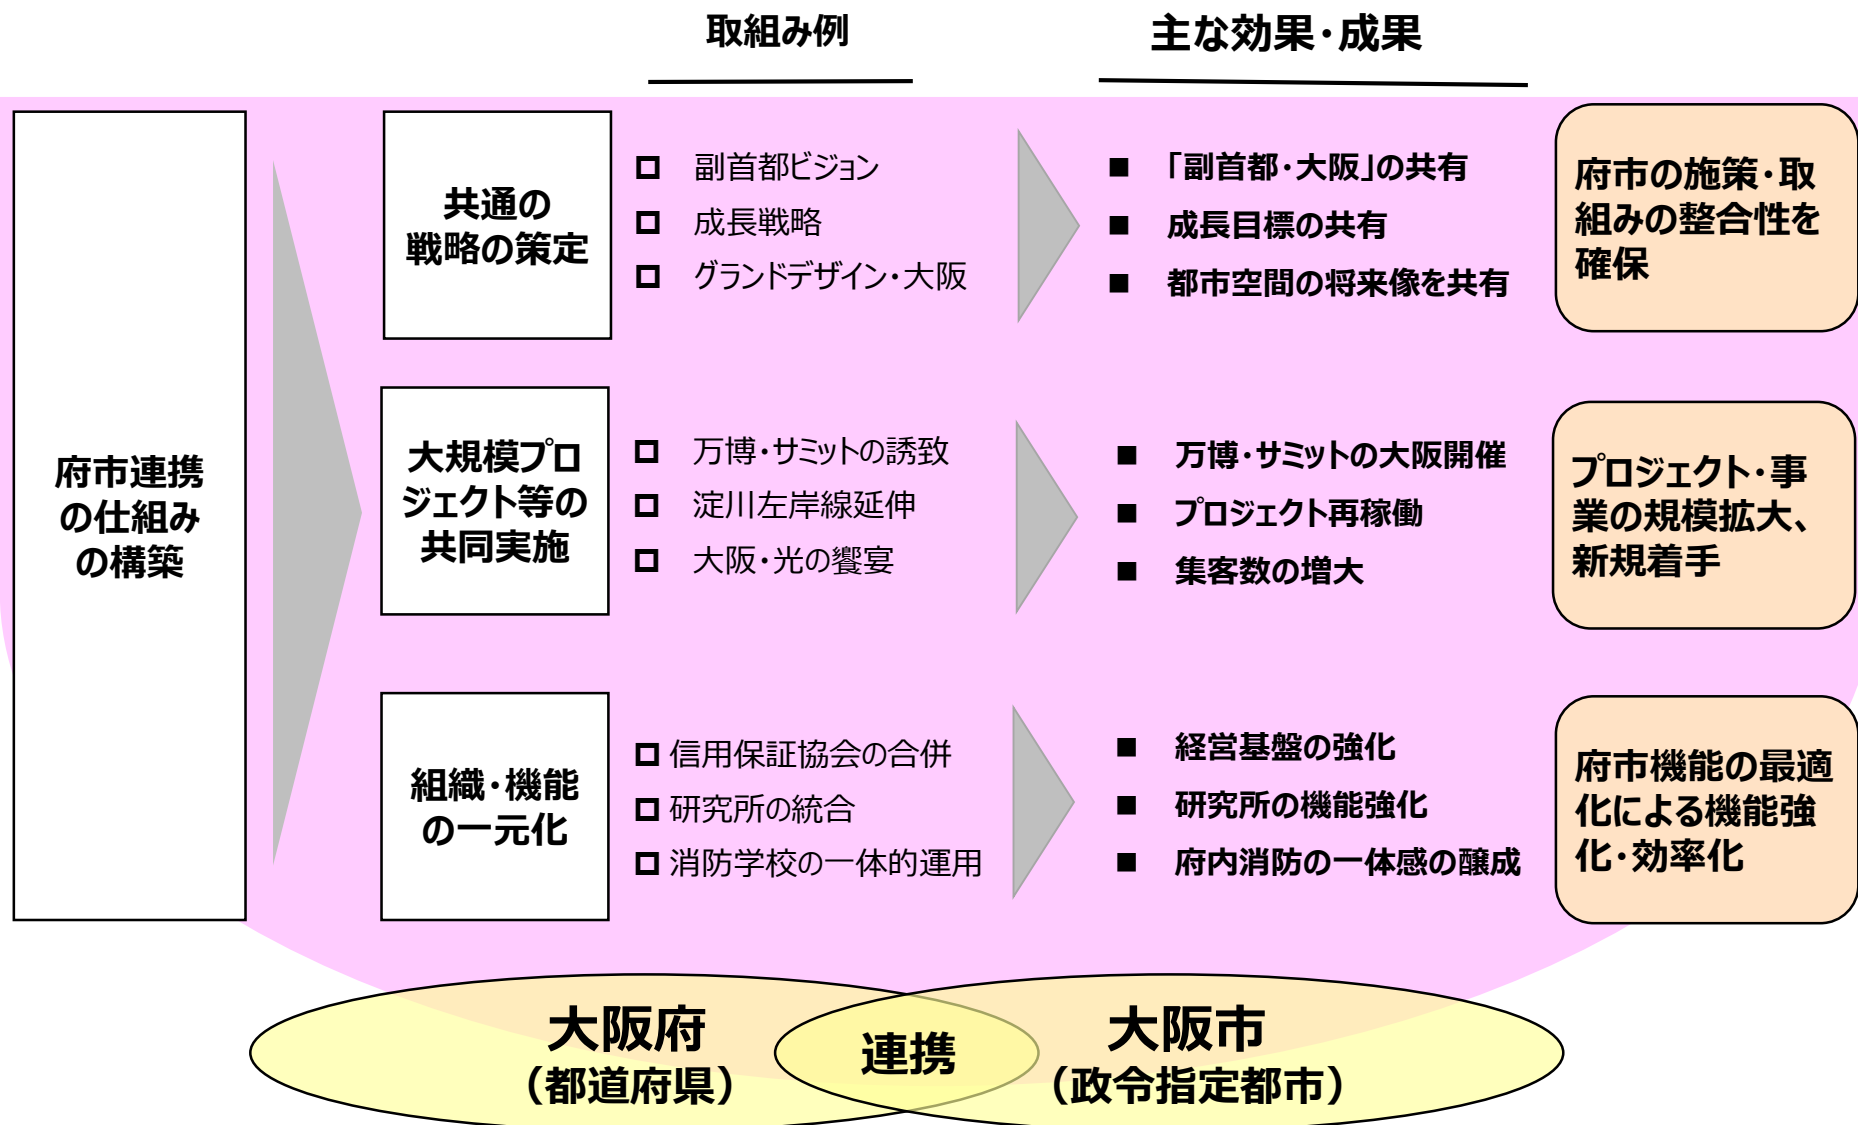 取組み例
主な効果・成果
府市連携
の仕組み
の構築
共通の
戦略の策定
副首都ビジョン
成長戦略
グランドデザイン・大阪
「副首都・大阪」の共有
成長目標の共有
都市空間の将来像を共有
府市の施策・取
組みの整合性を
確保
大規模プロ
ジェクト等の
共同実施
万博・サミットの誘致
淀川左岸線延伸
大阪・光の饗宴
万博・サミットの大阪開催
プロジェクト再稼働
集客数の増大
プロジェクト・事
業の規模拡大、
新規着手
組織・機能
の一元化
信用保証協会の合併
研究所の統合
消防学校の一体的運用
経営基盤の強化
研究所の機能強化
府内消防の一体感の醸成
府市機能の最適
化による機能強
化・効率化
大阪府
（都道府県）
連携
大阪市
（政令指定都市）